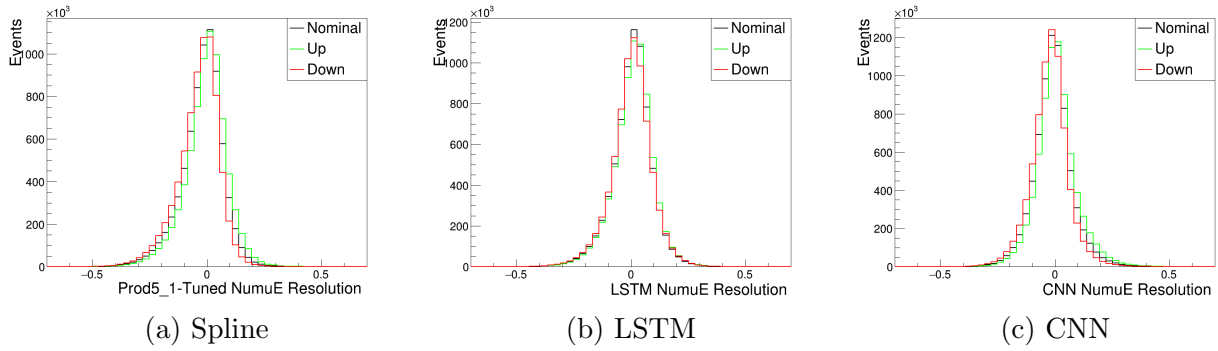 ×10³
Events
1000
800
600
400
200
0
−0.5
0
0.5
Prod5_1-Tuned NumuE Resolution
Nominal
Up
Down
(a) Spline
×10³
1200
Events
1000
800
600
400
200
0
−0.5
0
0.5
LSTM NumuE Resolution
Nominal
Up
Down
(b) LSTM
×10³
Events
1200
1000
800
600
400
200
0
−0.5
0
0.5
CNN NumuE Resolution
Nominal
Up
Down
(c) CNN